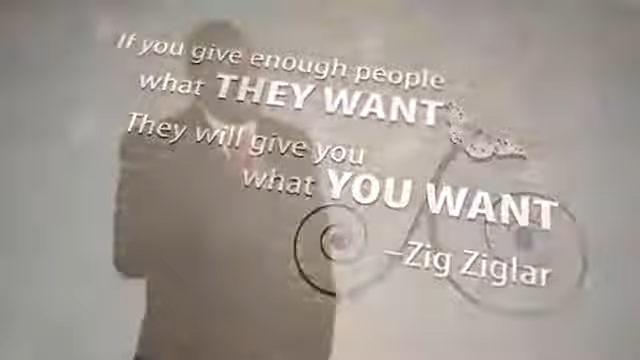 If you give enough people
what THEY WANT
They will give you
what YOU WANT
–Zig Ziglar